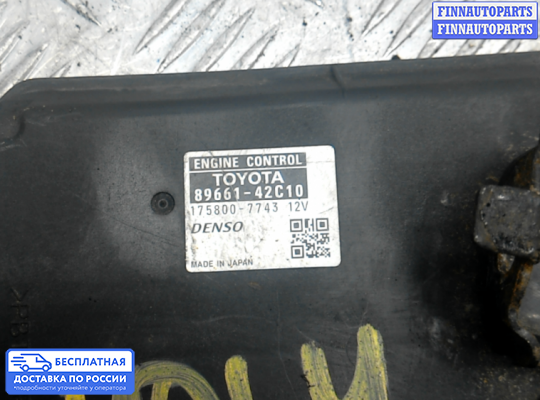 FINNAUTOPARTS
FINNAUTOPARTS
FINNAUTOPARTS
ENGINE CONTROL
TOYOTA
89661-42C10
175800-7743 12V
DENSO
MADE IN JAPAN
БЕСПЛАТНАЯ
ДОСТАВКА ПО РОССИИ
*подробности уточняйте у оператора